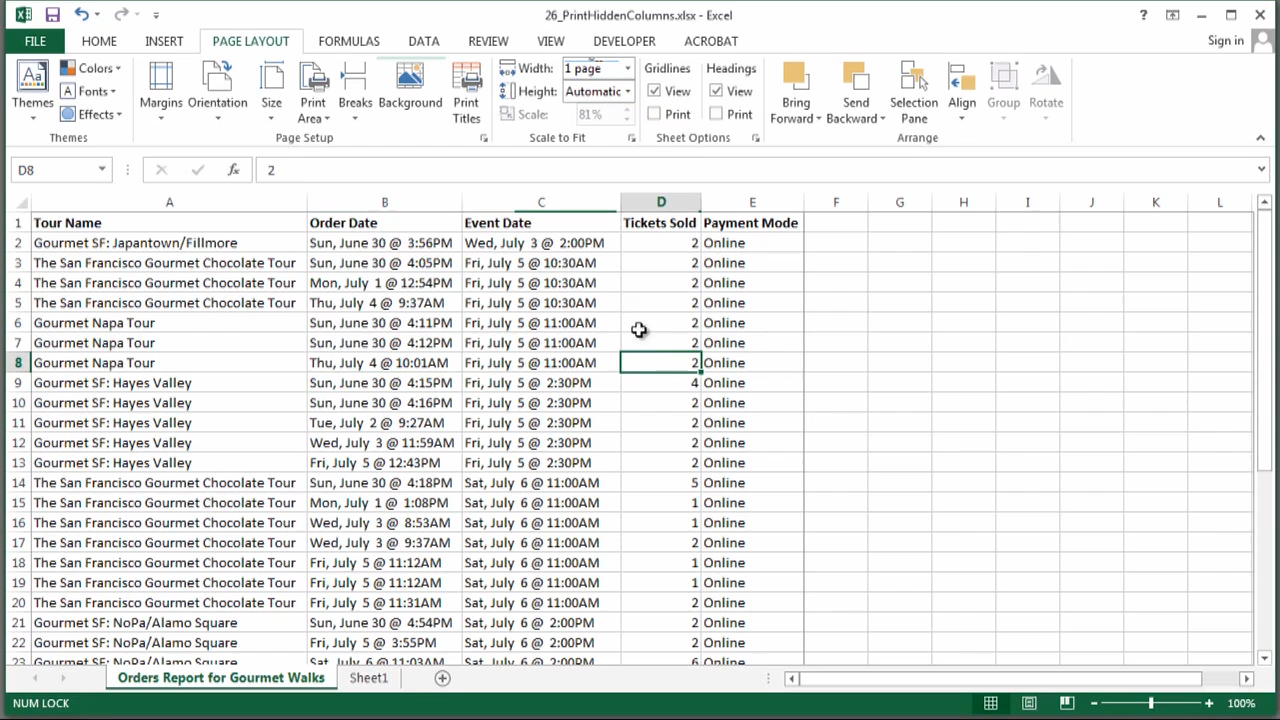 26_PrintHiddenColumns.xlsx - Excel
?
FILE HOME INSERT PAGE LAYOUT FORMULAS DATA REVIEW VIEW DEVELOPER ACROBAT Sign in
Colors Width: 1 page Gridlines Headings
Fonts Height: Automatic View View
Themes Effects Margins Orientation Size Print Area Breaks Background Print Titles Scale: 81% Print Print Bring Forward Send Backward Selection Pane Align Group Rotate
Themes Page Setup Scale to Fit Sheet Options Arrange
D8 fx 2
A B C D E F G H I J K L
1 Tour Name Order Date Event Date Tickets Sold Payment Mode
2 Gourmet SF: Japantown/Fillmore Sun, June 30 @ 3:56PM Wed, July 3 @ 2:00PM 2 Online
3 The San Francisco Gourmet Chocolate Tour Sun, June 30 @ 4:05PM Fri, July 5 @ 10:30AM 2 Online
4 The San Francisco Gourmet Chocolate Tour Mon, July 1 @ 12:54PM Fri, July 5 @ 10:30AM 2 Online
5 The San Francisco Gourmet Chocolate Tour Thu, July 4 @ 9:37AM Fri, July 5 @ 10:30AM 2 Online
6 Gourmet Napa Tour Sun, June 30 @ 4:11PM Fri, July 5 @ 11:00AM 2 Online
7 Gourmet Napa Tour Sun, June 30 @ 4:12PM Fri, July 5 @ 11:00AM 2 Online
8 Gourmet Napa Tour Thu, July 4 @ 10:01AM Fri, July 5 @ 11:00AM 2 Online
9 Gourmet SF: Hayes Valley Sun, June 30 @ 4:15PM Fri, July 5 @ 2:30PM 4 Online
10 Gourmet SF: Hayes Valley Sun, June 30 @ 4:16PM Fri, July 5 @ 2:30PM 2 Online
11 Gourmet SF: Hayes Valley Tue, July 2 @ 9:27AM Fri, July 5 @ 2:30PM 2 Online
12 Gourmet SF: Hayes Valley Wed, July 3 @ 11:59AM Fri, July 5 @ 2:30PM 2 Online
13 Gourmet SF: Hayes Valley Fri, July 5 @ 12:43PM Fri, July 5 @ 2:30PM 2 Online
14 The San Francisco Gourmet Chocolate Tour Sun, June 30 @ 4:18PM Sat, July 6 @ 11:00AM 5 Online
15 The San Francisco Gourmet Chocolate Tour Mon, July 1 @ 1:08PM Sat, July 6 @ 11:00AM 1 Online
16 The San Francisco Gourmet Chocolate Tour Wed, July 3 @ 8:53AM Sat, July 6 @ 11:00AM 1 Online
17 The San Francisco Gourmet Chocolate Tour Wed, July 3 @ 9:37AM Sat, July 6 @ 11:00AM 2 Online
18 The San Francisco Gourmet Chocolate Tour Fri, July 5 @ 11:12AM Sat, July 6 @ 11:00AM 1 Online
19 The San Francisco Gourmet Chocolate Tour Fri, July 5 @ 11:12AM Sat, July 6 @ 11:00AM 1 Online
20 The San Francisco Gourmet Chocolate Tour Fri, July 5 @ 11:31AM Sat, July 6 @ 11:00AM 2 Online
21 Gourmet SF: NoPa/Alamo Square Sun, June 30 @ 4:54PM Sat, July 6 @ 2:00PM 2 Online
22 Gourmet SF: NoPa/Alamo Square Fri, July 5 @ 3:55PM Sat, July 6 @ 2:00PM 2 Online
23 Gourmet SF: NoPa/Alamo Square Sat, July 6 @ 11:03AM Sat, July 6 @ 2:00PM 6 Online
Orders Report for Gourmet Walks Sheet1
NUM LOCK 100%